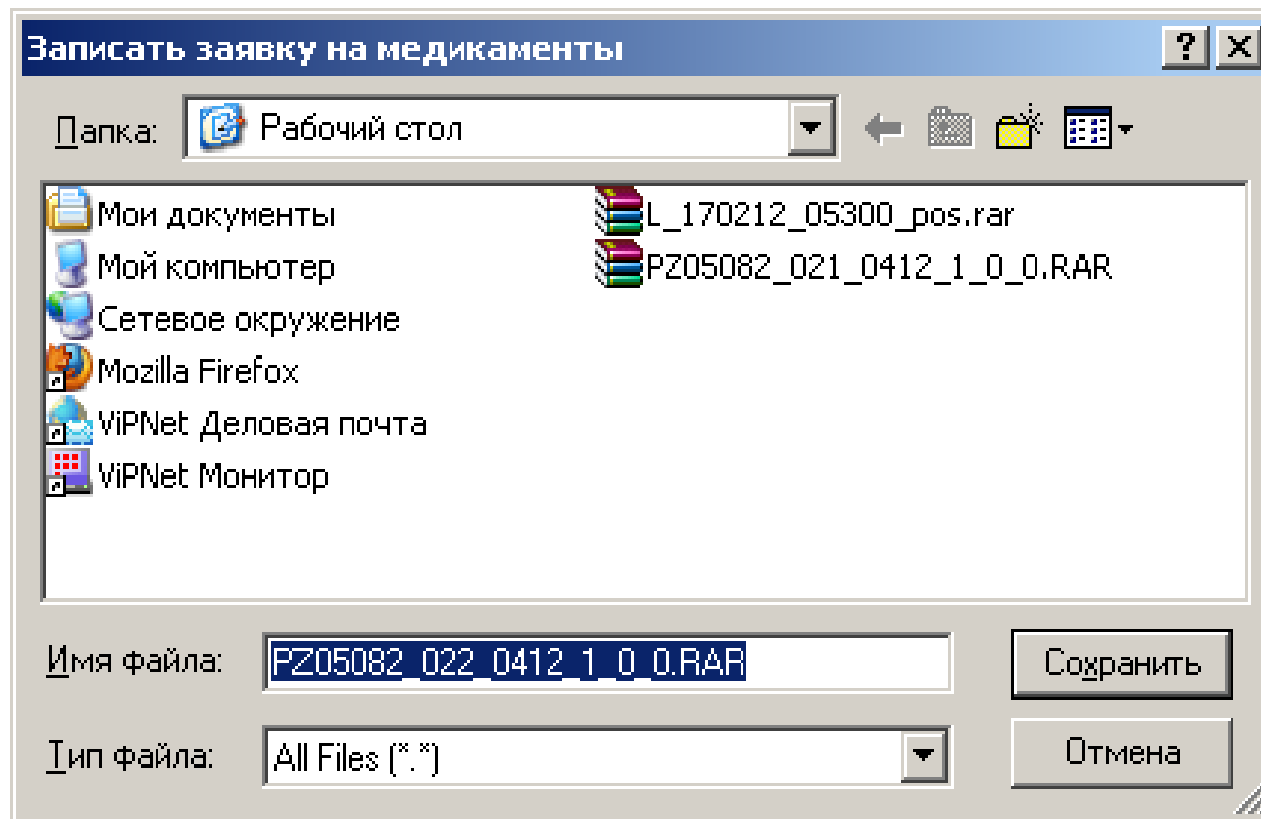 Записать заявку на медикаменты
Папка: Рабочий стол
Мои документы
Мой компьютер
Сетевое окружение
Mozilla Firefox
ViPNet Деловая почта
ViPNet Монитор
L_170212_05300_pos.rar
PZ05082_021_0412_1_0_0.RAR
Имя файла: PZ05082_022_0412_1_0_0.RAR
Сохранить
Тип файла: All Files (*.*)
Отмена